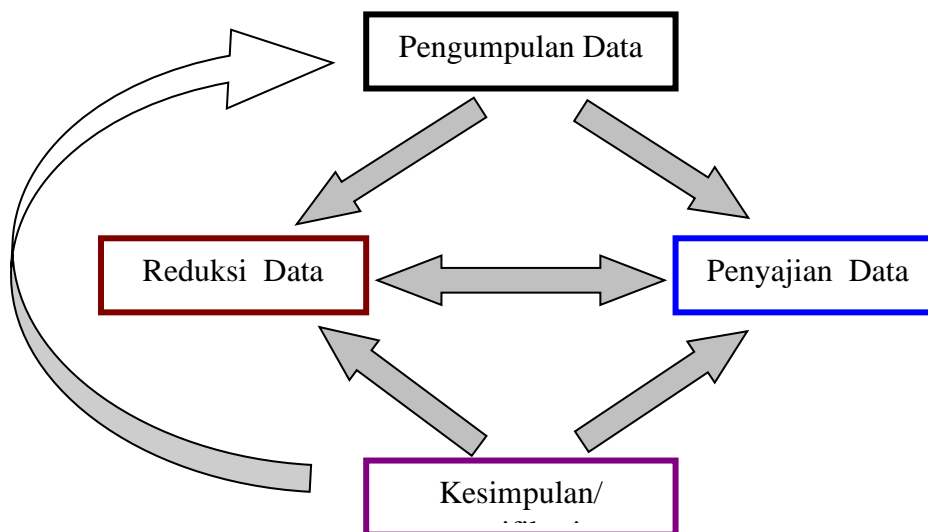 Pengumpulan Data
Reduksi Data
Penyajian Data
Kesimpulan/